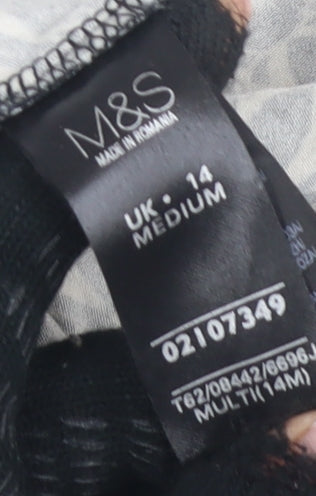 M&S
MADE IN ROMANIA
UK • 14
MEDIUM
02107349
T62/08442/6696J
MULTI(14M)